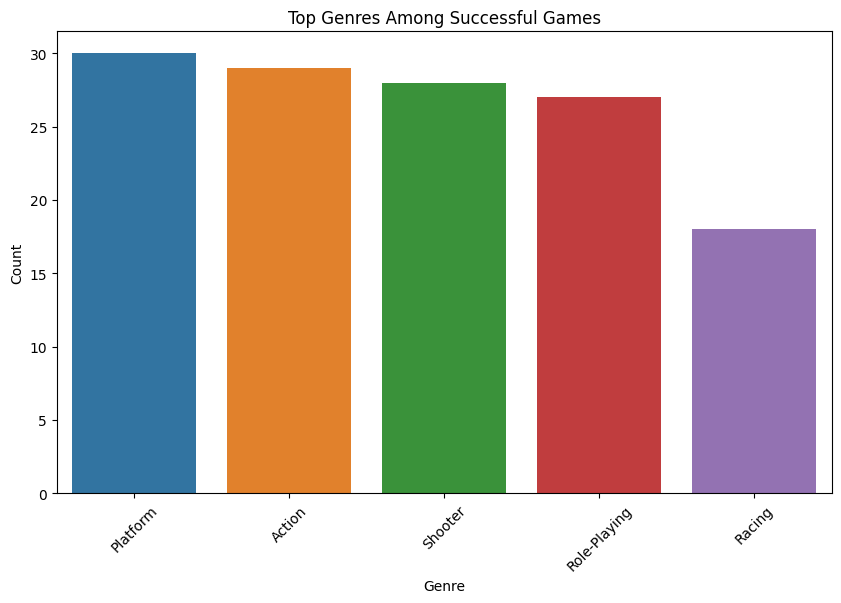 Top Genres Among Successful Games
Count
30
25
20
15
10
5
0
Platform
Action
Shooter
Role-Playing
Racing
Genre